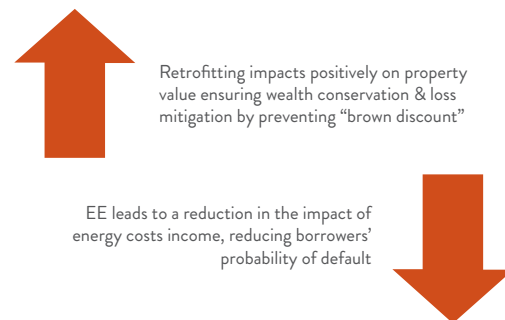 Retrofitting impacts positively on property
value ensuring wealth conservation & loss
mitigation by preventing “brown discount”
EE leads to a reduction in the impact of
energy costs income, reducing borrowers’
probability of default